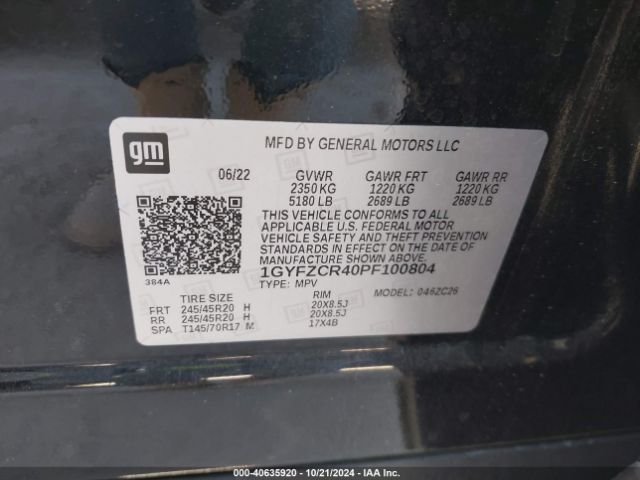 gm
MFD BY GENERAL MOTORS LLC
06/22 GVWR GAWR FRT GAWR RR
2350 KG 1220 KG 1220 KG
5180 LB 2689 LB 2689 LB
THIS VEHICLE CONFORMS TO ALL
APPLICABLE U.S. FEDERAL MOTOR
VEHICLE SAFETY AND THEFT PREVENTION
STANDARDS IN EFFECT ON THE DATE OF
MANUFACTURE SHOWN ABOVE.
1GYFZCR40PF100804
384A
TYPE: MPV MODEL: 046ZC26
TIRE SIZE RIM
FRT 245/45R20 H 20X8.5J
RR 245/45R20 H 20X8.5J
SPA T145/70R17 M 17X4B
Stock - 40635920 - 10/21/2024 - IAA Inc.